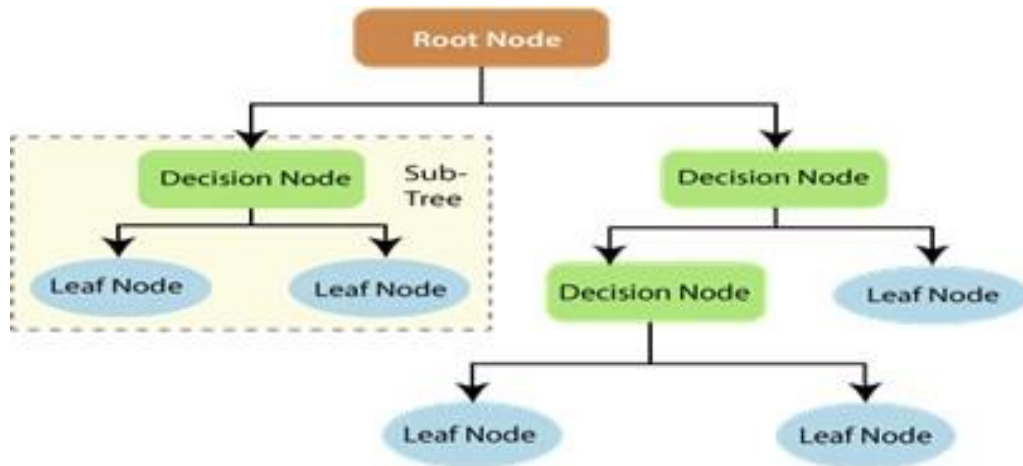 Root Node
Decision Node
Sub-
Tree
Decision Node
Leaf Node
Leaf Node
Decision Node
Leaf Node
Leaf Node
Leaf Node